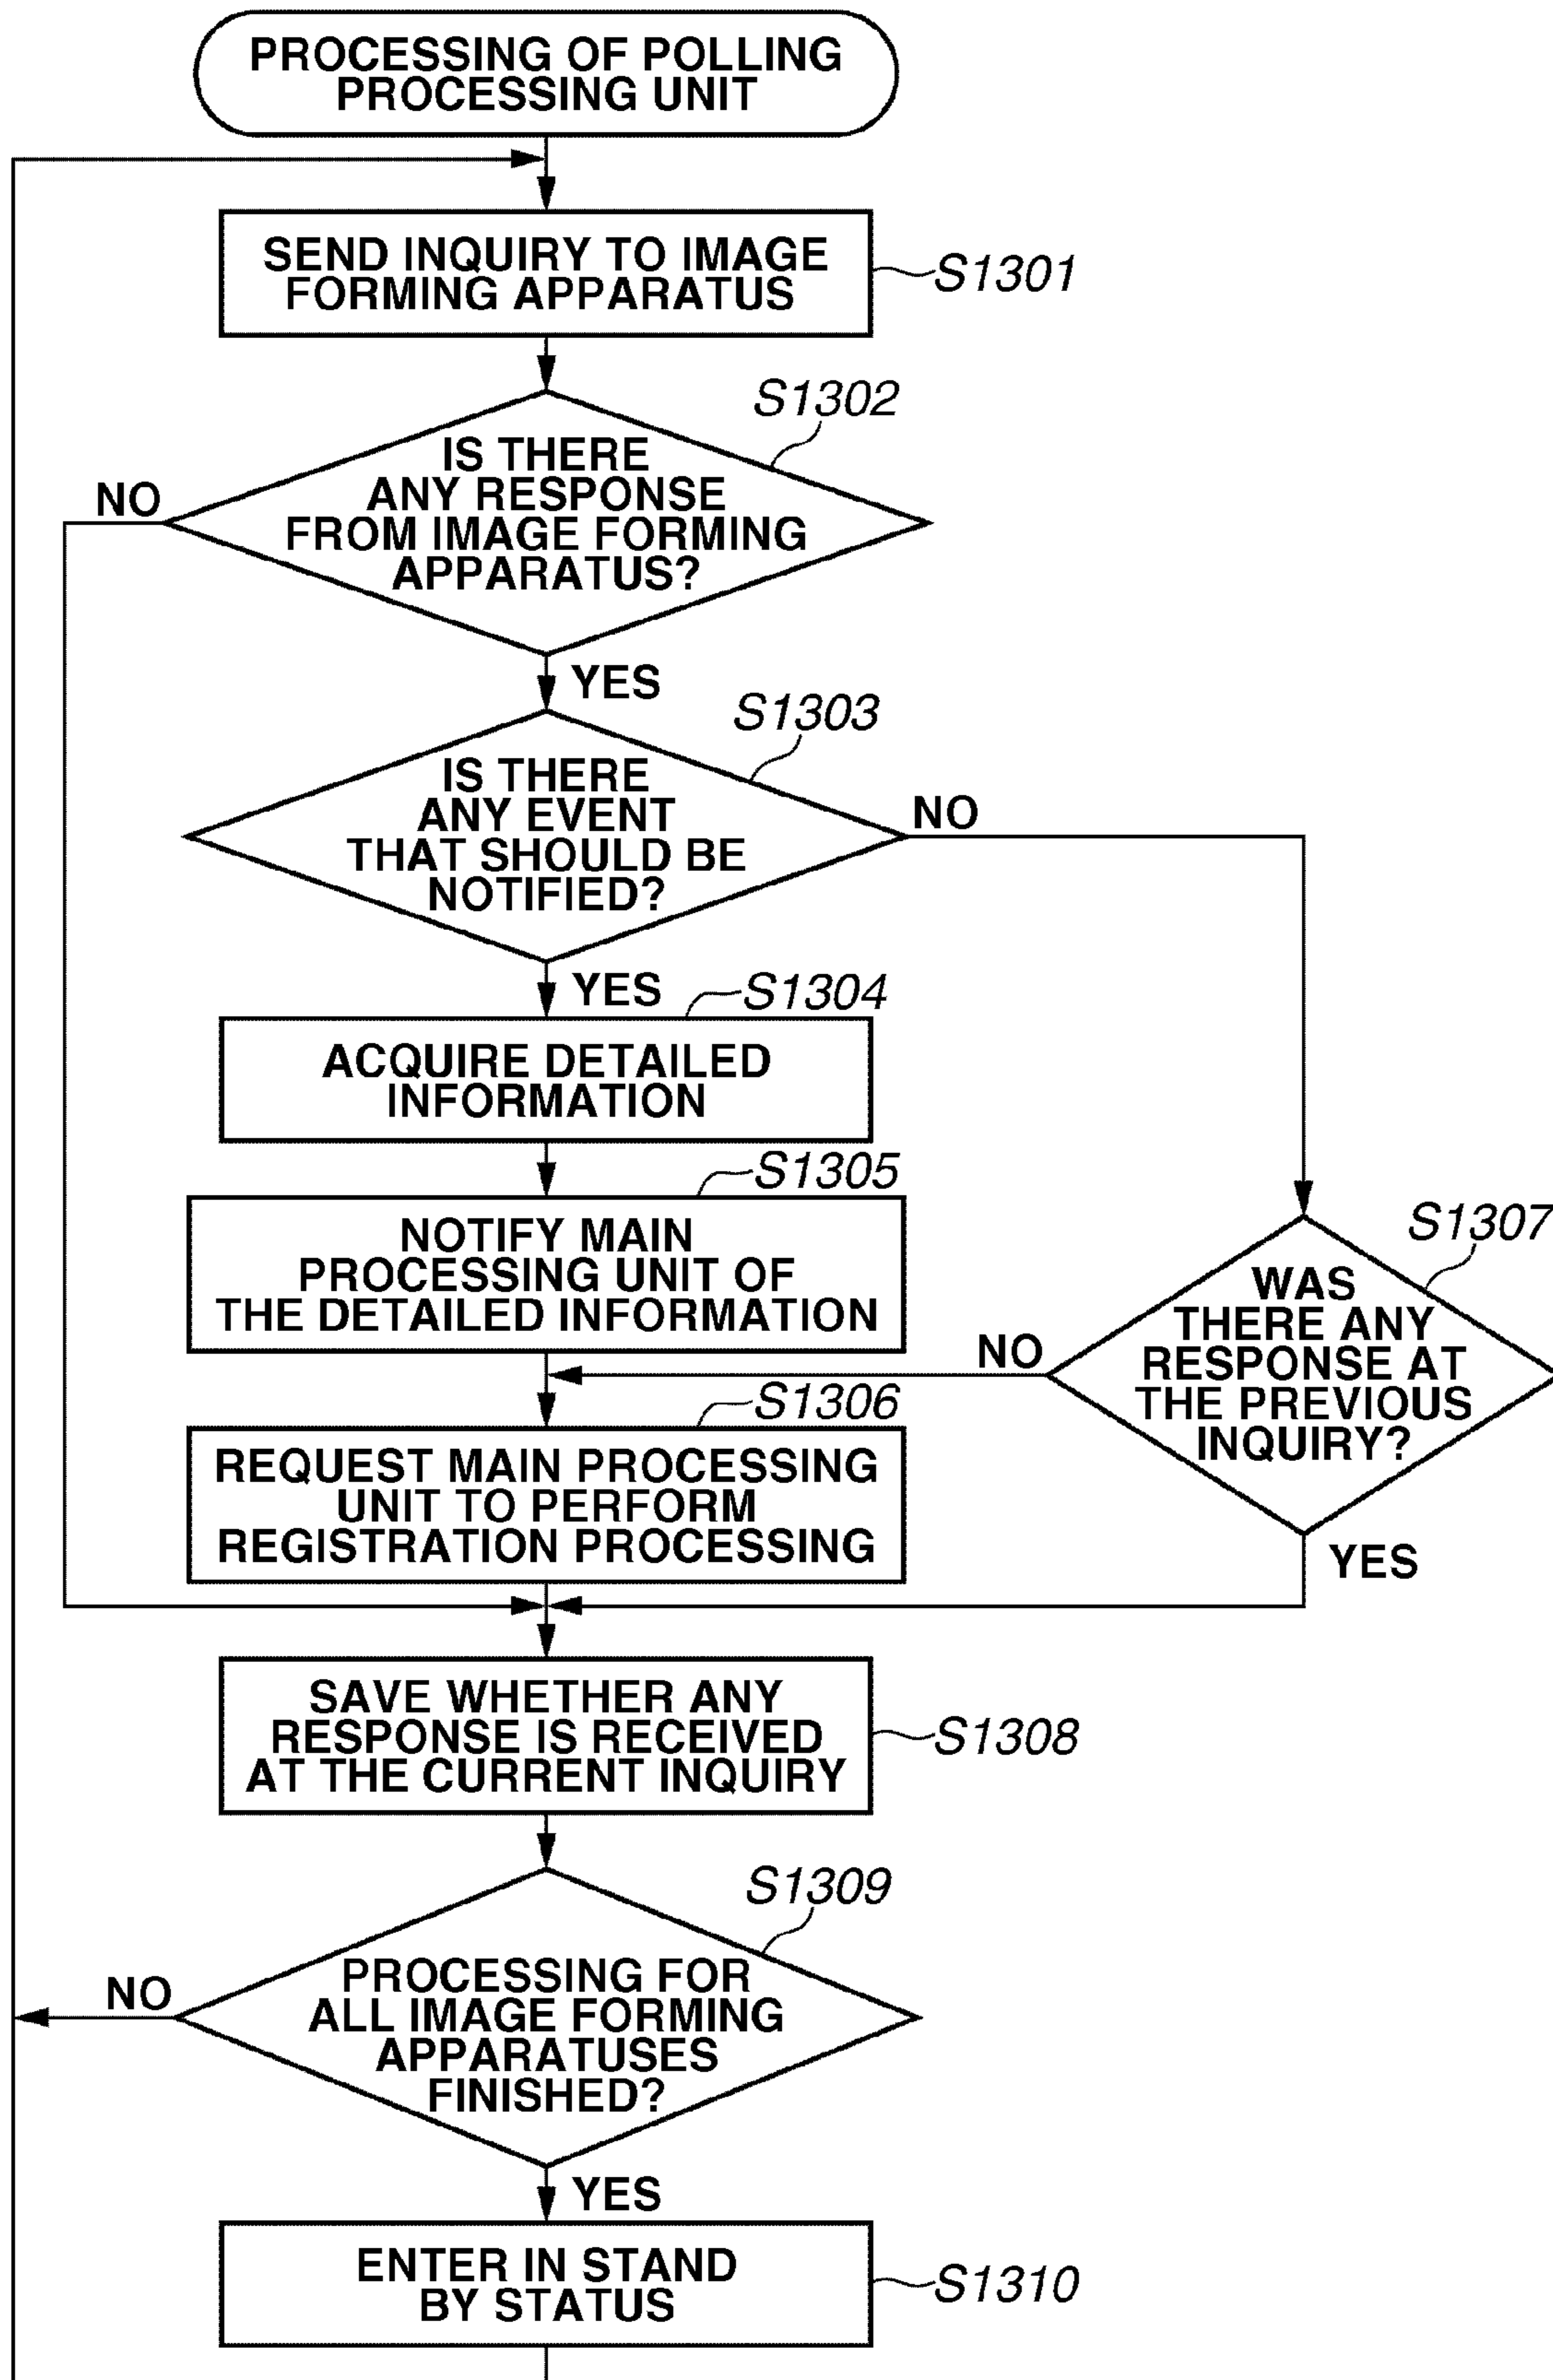 PROCESSING OF POLLING
PROCESSING UNIT
SEND INQUIRY TO IMAGE
FORMING APPARATUS
S1301
S1302
IS THERE
ANY RESPONSE
FROM IMAGE FORMING
APPARATUS?
NO
YES
S1303
IS THERE
ANY EVENT
THAT SHOULD BE
NOTIFIED?
NO
YES
S1304
ACQUIRE DETAILED
INFORMATION
S1305
NOTIFY MAIN
PROCESSING UNIT OF
THE DETAILED INFORMATION
S1307
WAS
THERE ANY
RESPONSE AT
THE PREVIOUS
INQUIRY?
NO
YES
S1306
REQUEST MAIN PROCESSING
UNIT TO PERFORM
REGISTRATION PROCESSING
SAVE WHETHER ANY
RESPONSE IS RECEIVED
AT THE CURRENT INQUIRY
S1308
S1309
PROCESSING FOR
ALL IMAGE FORMING
APPARATUSES
FINISHED?
NO
YES
ENTER IN STAND
BY STATUS
S1310